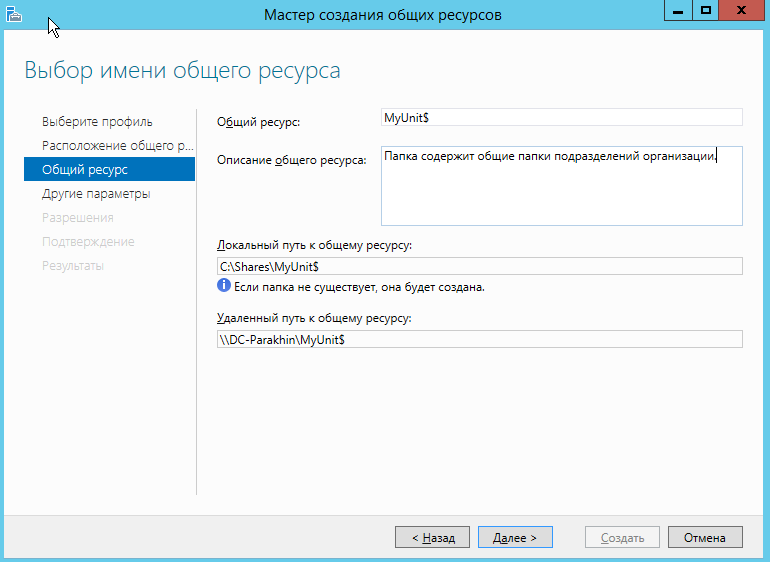 Мастер создания общих ресурсов
Выбор имени общего ресурса
Выберите профиль
Расположение общего р...
Общий ресурс
Другие параметры
Разрешения
Подтверждение
Результаты
Общий ресурс:
MyUnit$
Описание общего ресурса:
Папка содержит общие папки подразделений организации.
Локальный путь к общему ресурсу:
C:\Shares\MyUnit$
Если папка не существует, она будет создана.
Удаленный путь к общему ресурсу:
\\DC-Parakhin\MyUnit$
< Назад
Далее >
Создать
Отмена